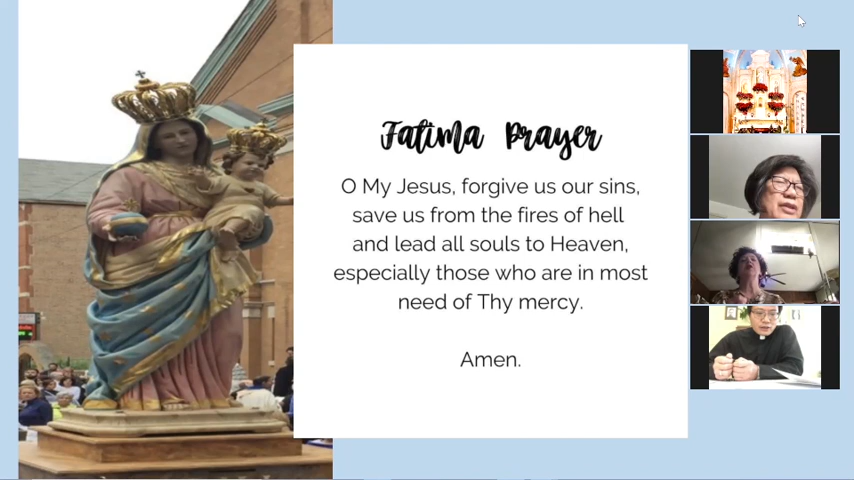 Fatima Prayer
O My Jesus, forgive us our sins,
save us from the fires of hell
and lead all souls to Heaven,
especially those who are in most
need of Thy mercy.
Amen.